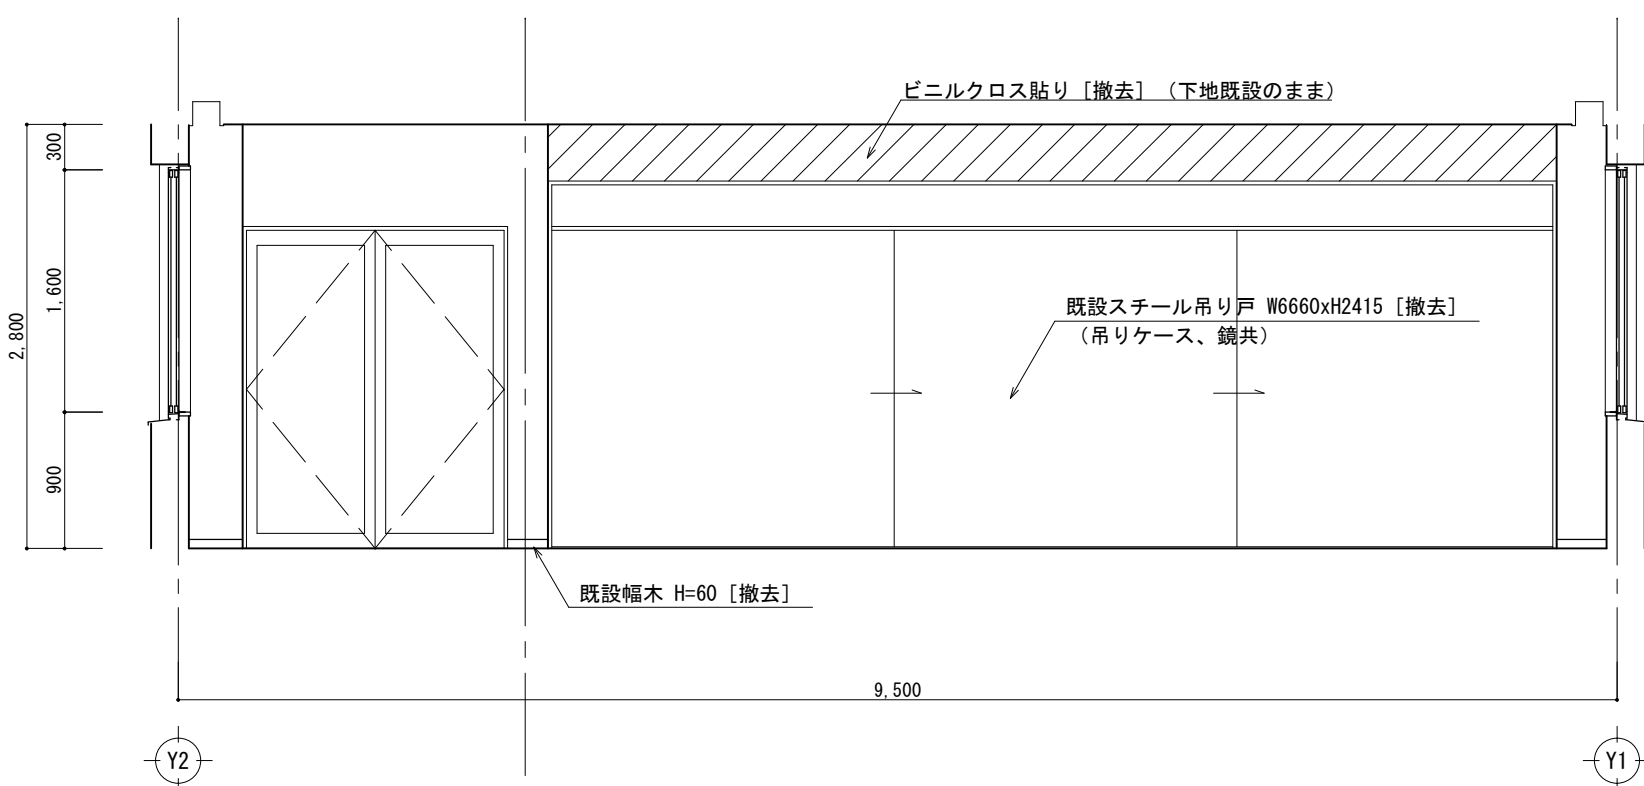 ビニルクロス貼り [撤去] (下地既設のまま)
300
1,600
2,800
900
既設スチール吊り戸 W6660xH2415 [撤去]
(吊りケース、鏡共)
既設幅木 H=60 [撤去]
9,500
Y2
Y1